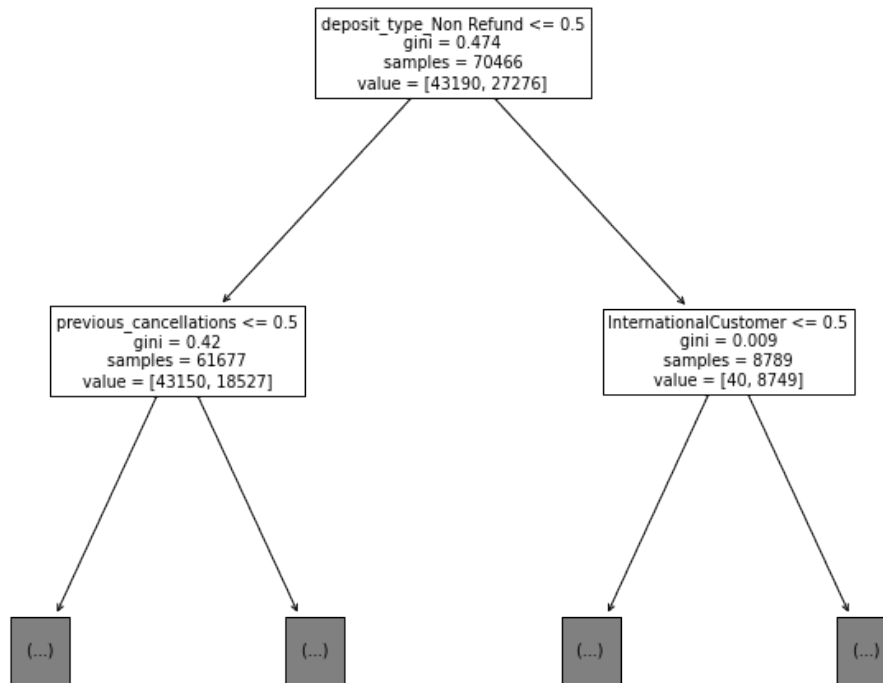 deposit_type_Non Refund <= 0.5
gini = 0.474
samples = 70466
value = [43190, 27276]
previous_cancellations <= 0.5
gini = 0.42
samples = 61677
value = [43150, 18527]
InternationalCustomer <= 0.5
gini = 0.009
samples = 8789
value = [40, 8749]
(...)
(...)
(...)
(...)